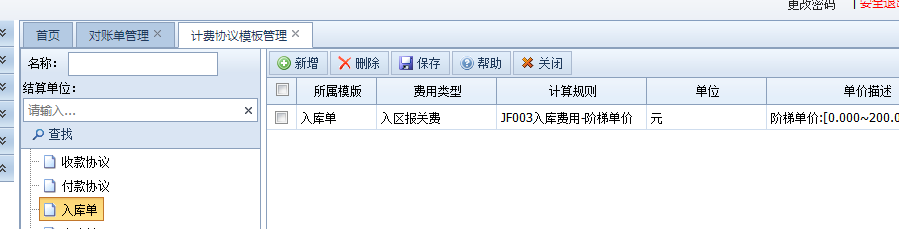 更改密码
首页 对账单管理 计费协议模板管理
名称:
新增 删除 保存 帮助 关闭
结算单位:
所属模版 费用类型 计算规则 单位 单价描述
请输入...
入库单 入区报关费 JF003入库费用-阶梯单价 元 阶梯单价:[0.000~200.0
查找
收款协议
付款协议
入库单